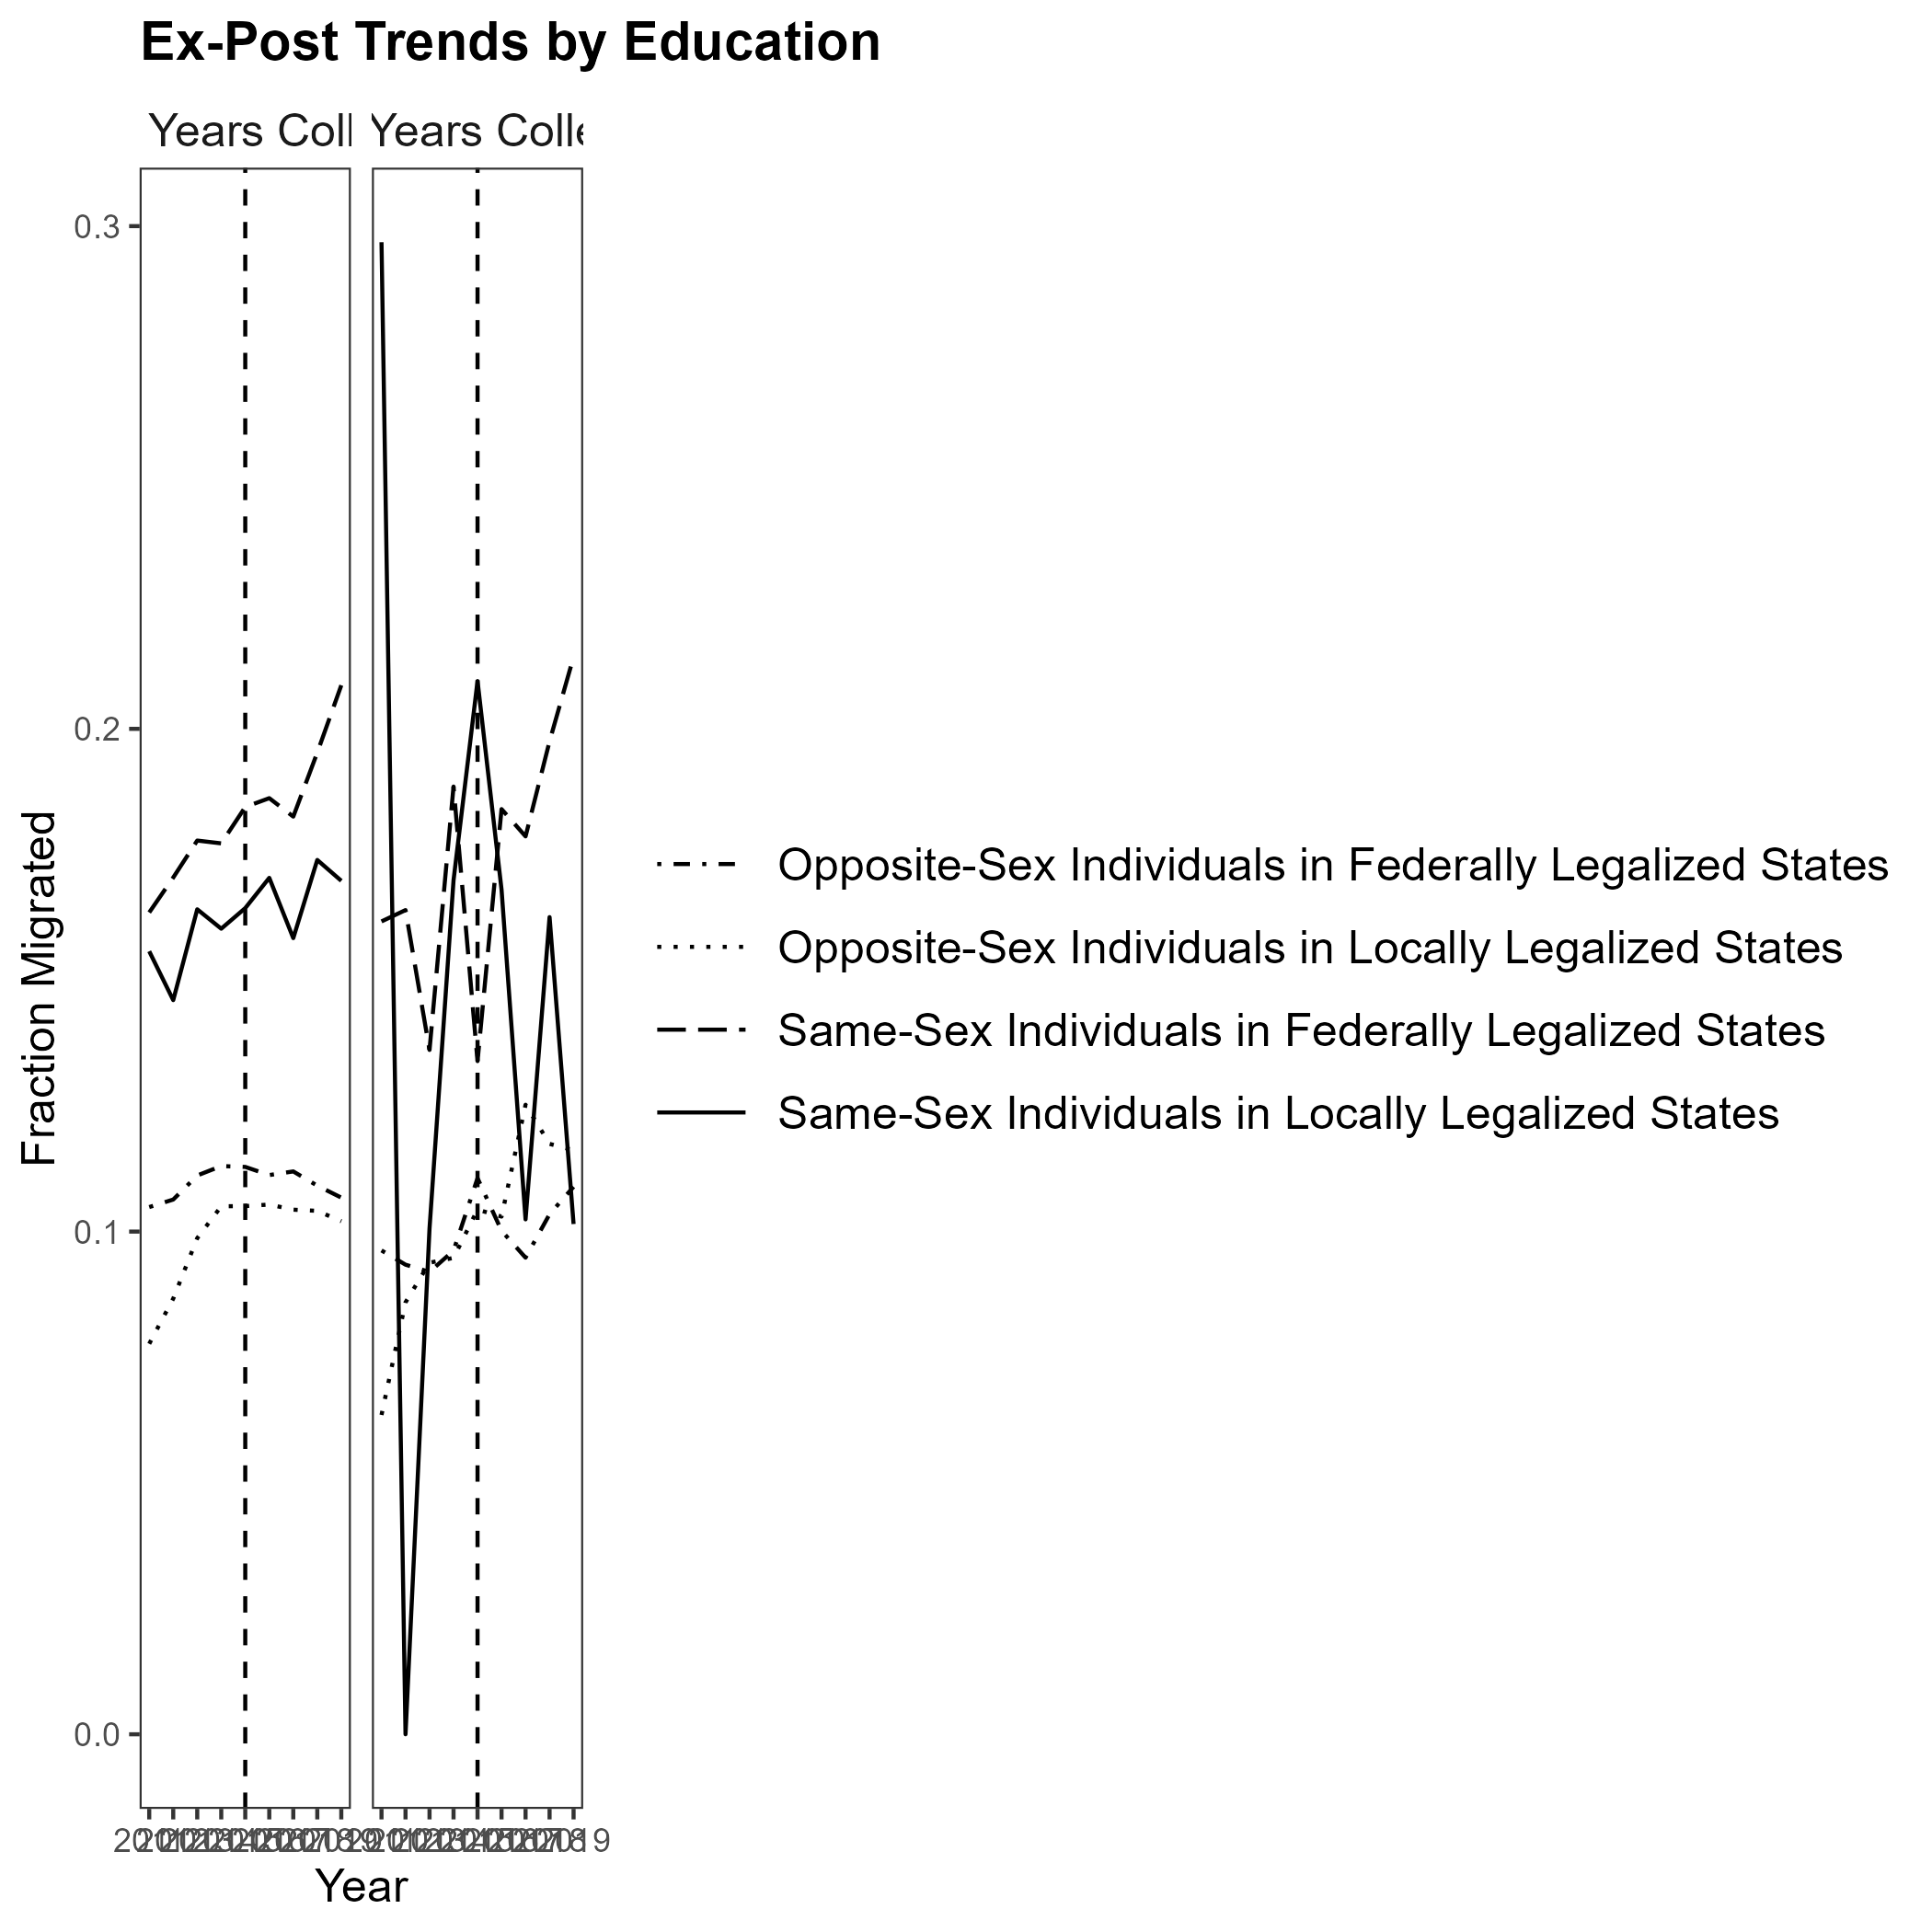 Ex-Post Trends by Education
Years Coll Years Colle
0.3
0.2
0.1
0.0
Fraction Migrated
Year
Opposite-Sex Individuals in Federally Legalized States
Opposite-Sex Individuals in Locally Legalized States
Same-Sex Individuals in Federally Legalized States
Same-Sex Individuals in Locally Legalized States